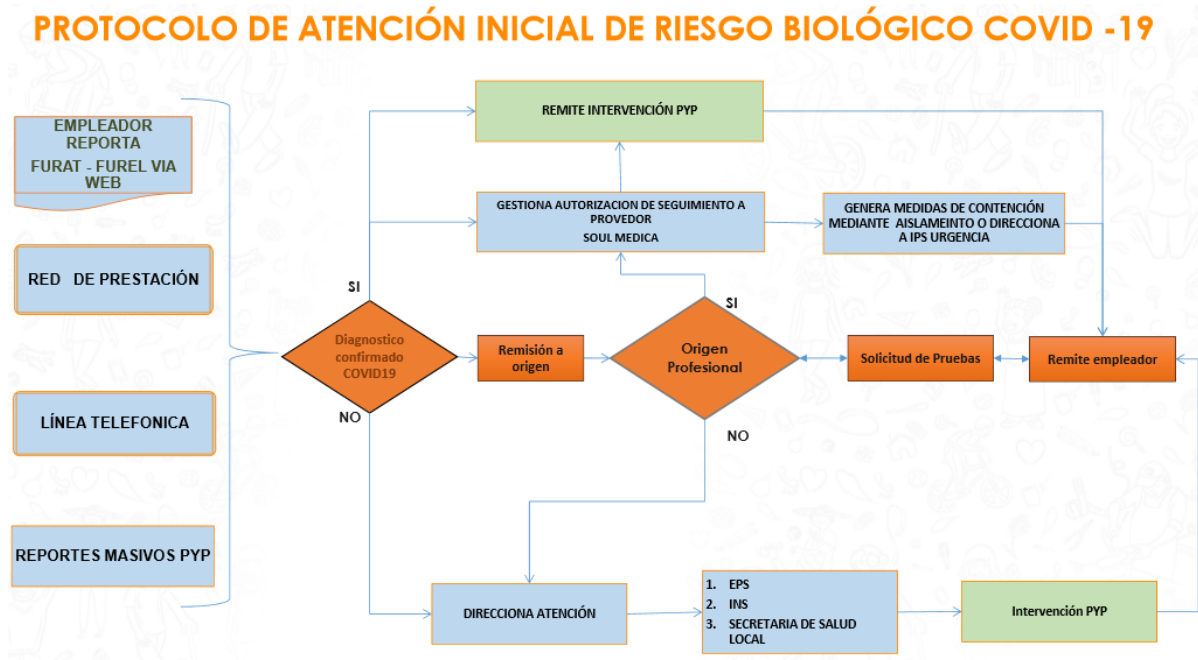 PROTOCOLO DE ATENCIÓN INICIAL DE RIESGO BIOLÓGICO COVID -19
EMPLEADOR
REPORTA
FURAT - FUREL VIA
WEB
RED DE PRESTACIÓN
LÍNEA TELEFONICA
REPORTES MASIVOS PYP
REMITE INTERVENCIÓN PYP
GESTIONA AUTORIZACION DE SEGUIMIENTO A
PROVEDOR
SOUL MEDICA
GENERA MEDIDAS DE CONTENCIÓN
MEDIANTE AISLAMEINTO O DIRECCIONA
A IPS URGENCIA
SI
Diagnostico
confirmado
COVID19
NO
Remisión a
origen
SI
Origen
Profesional
NO
Solicitud de Pruebas
Remite empleador
DIRECCIONA ATENCIÓN
1. EPS
2. INS
3. SECRETARIA DE SALUD
LOCAL
Intervención PYP